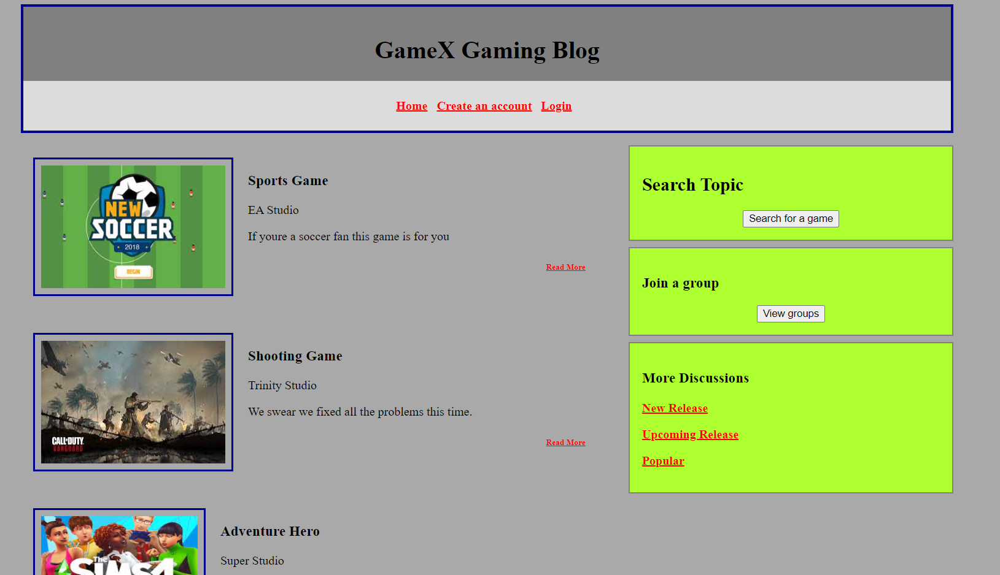 GameX Gaming Blog
Home Create an account Login
NEW
SOCCER
2018
BEGIN
Sports Game
EA Studio
If youre a soccer fan this game is for you
Read More
CALL OF DUTY
VANGUARD
Shooting Game
Trinity Studio
We swear we fixed all the problems this time.
Read More
The
SIMS4
Adventure Hero
Super Studio
Search Topic
Search for a game
Join a group
View groups
More Discussions
New Release
Upcoming Release
Popular